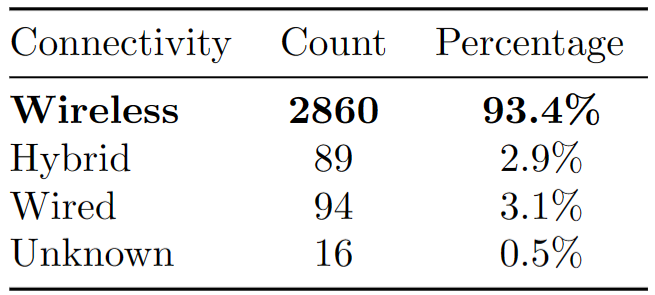 Connectivity Count Percentage
Wireless 2860 93.4%
Hybrid 89 2.9%
Wired 94 3.1%
Unknown 16 0.5%